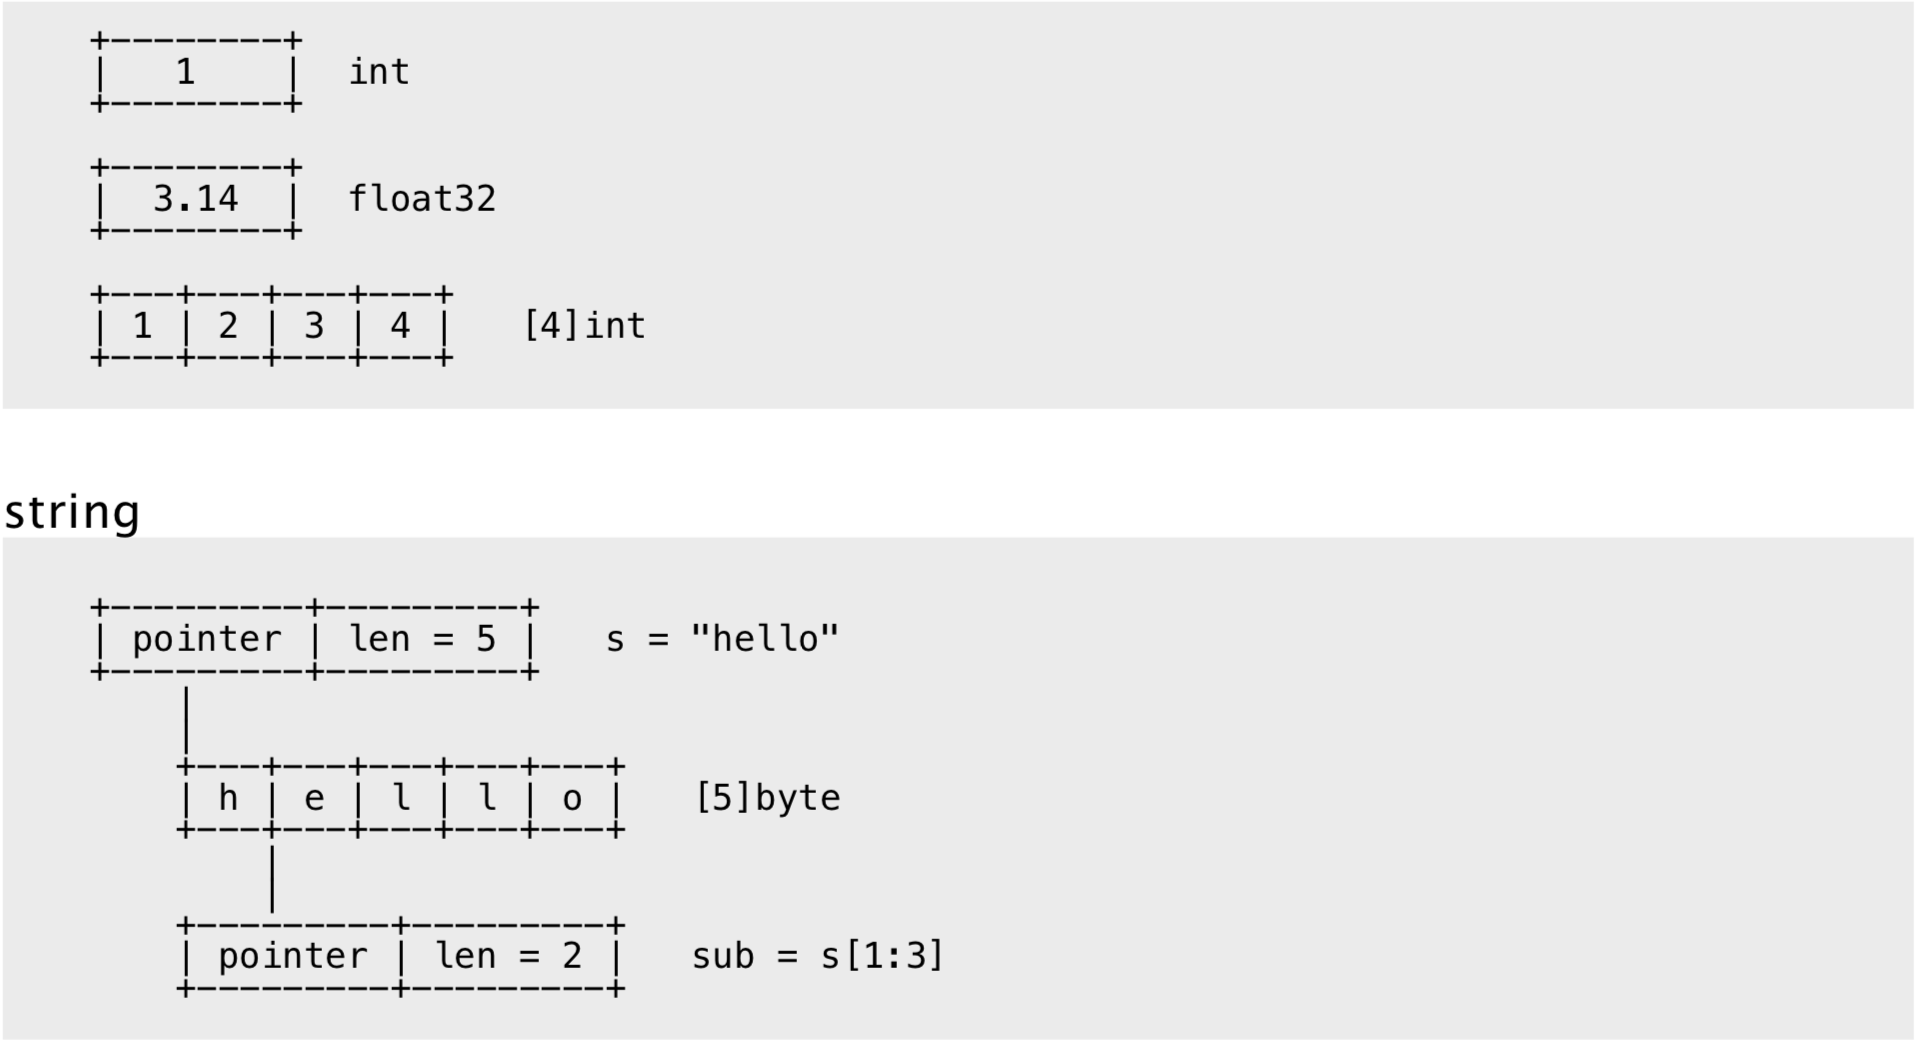 +--------+
| 1 | int
+--------+
+--------+
| 3.14 | float32
+--------+
+---+---+---+---+
| 1 | 2 | 3 | 4 | [4]int
+---+---+---+---+
string
+---------+---------+
| pointer | len = 5 | s = "hello"
+---------+---------+
|
|
+---+---+---+---+---+
| h | e | l | l | o | [5]byte
+---+---+---+---+---+
|
|
+---------+---------+
| pointer | len = 2 | sub = s[1:3]
+---------+---------+